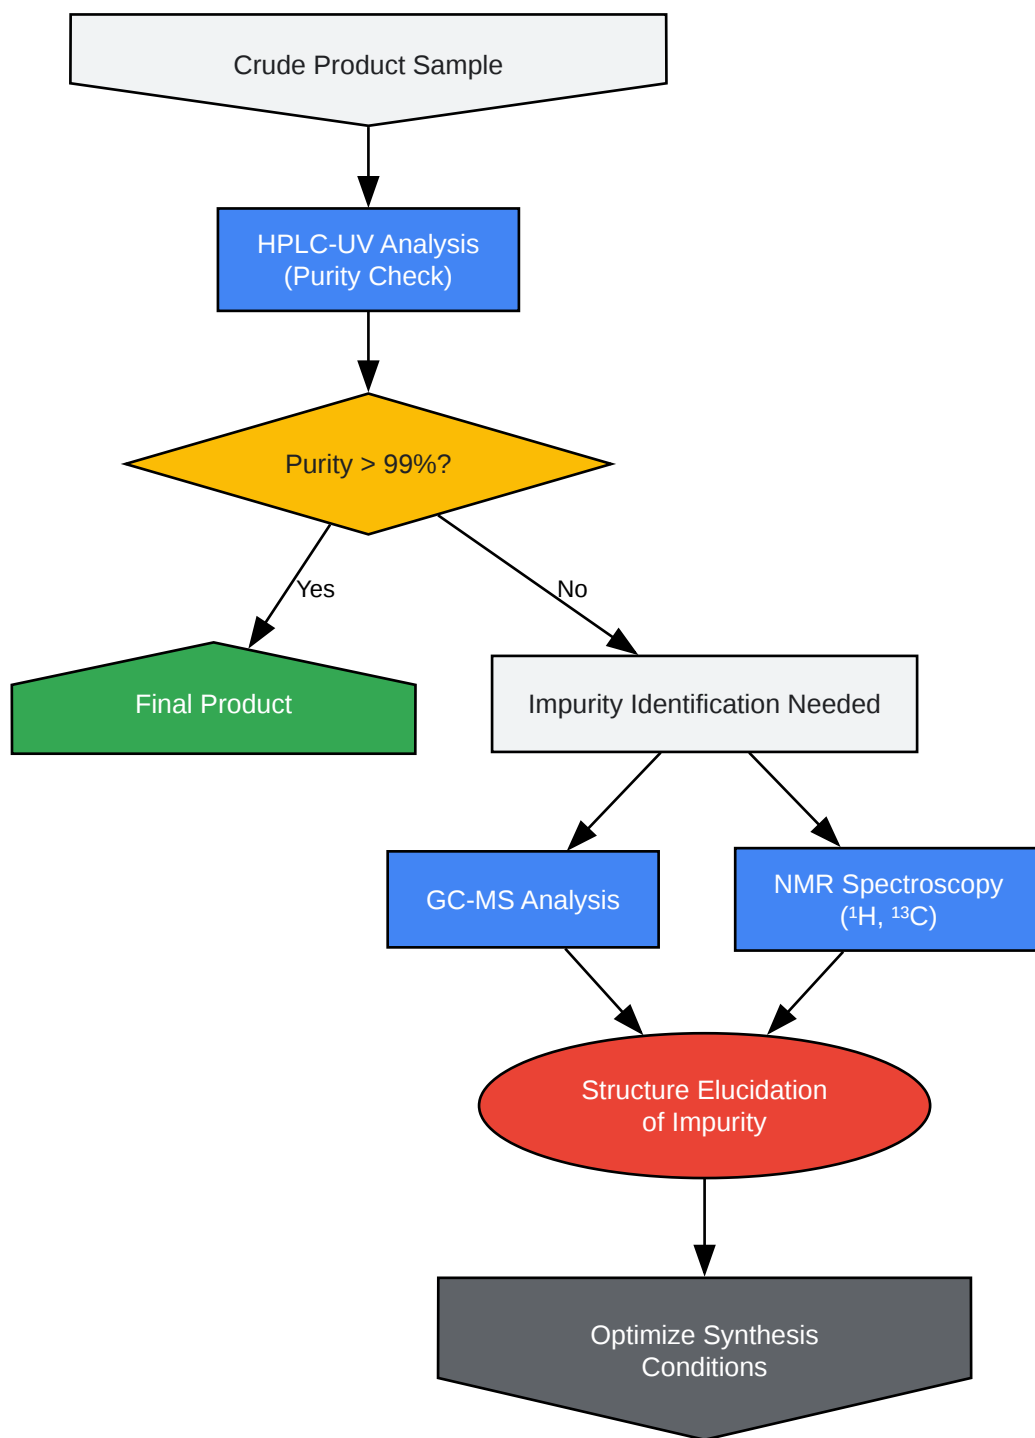 Crude Product Sample
HPLC-UV Analysis
(Purity Check)
Purity > 99%?
Yes
No
Final Product
Impurity Identification Needed
GC-MS Analysis
NMR Spectroscopy
(¹H, ¹³C)
Structure Elucidation
of Impurity
Optimize Synthesis
Conditions